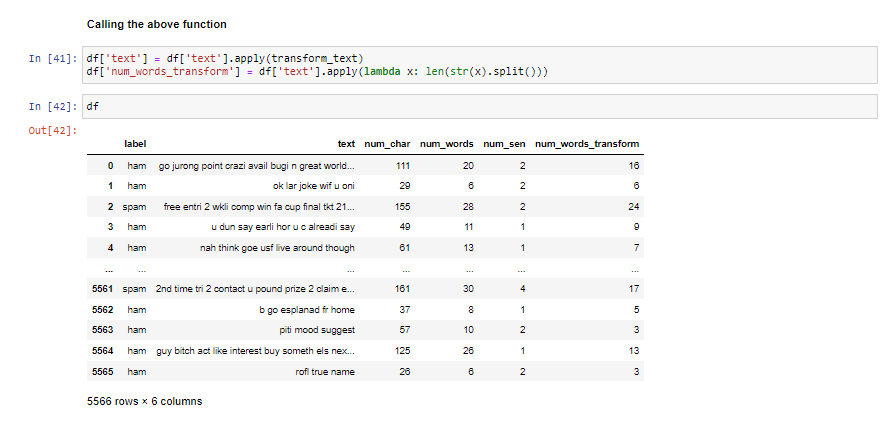 Calling the above function
In [41]: df['text'] = df['text'].apply(transform_text)
df['num_words_transform'] = df['text'].apply(lambda x: len(str(x).split()))
In [42]: df
Out[42]:
label text num_char num_words num_sen num_words_transform
0 ham go jurong point crazi avail bugi n great world... 111 20 2 16
1 ham ok lar joke wif u oni 29 6 2 6
2 spam free entri 2 wkli comp win fa cup final tkt 21... 155 28 2 24
3 ham u dun say earli hor u c alreadi say 49 11 1 9
4 ham nah think goe usf live around though 61 13 1 7
... ... ... ... ... ... ...
5561 spam 2nd time tri 2 contact u pound prize 2 claim e... 161 30 4 17
5562 ham b go esplanad fr home 37 8 1 5
5563 ham piti mood suggest 57 10 2 3
5564 ham guy bitch act like interest buy someth els nex... 125 26 1 13
5565 ham rofl true name 26 6 2 3
5566 rows × 6 columns